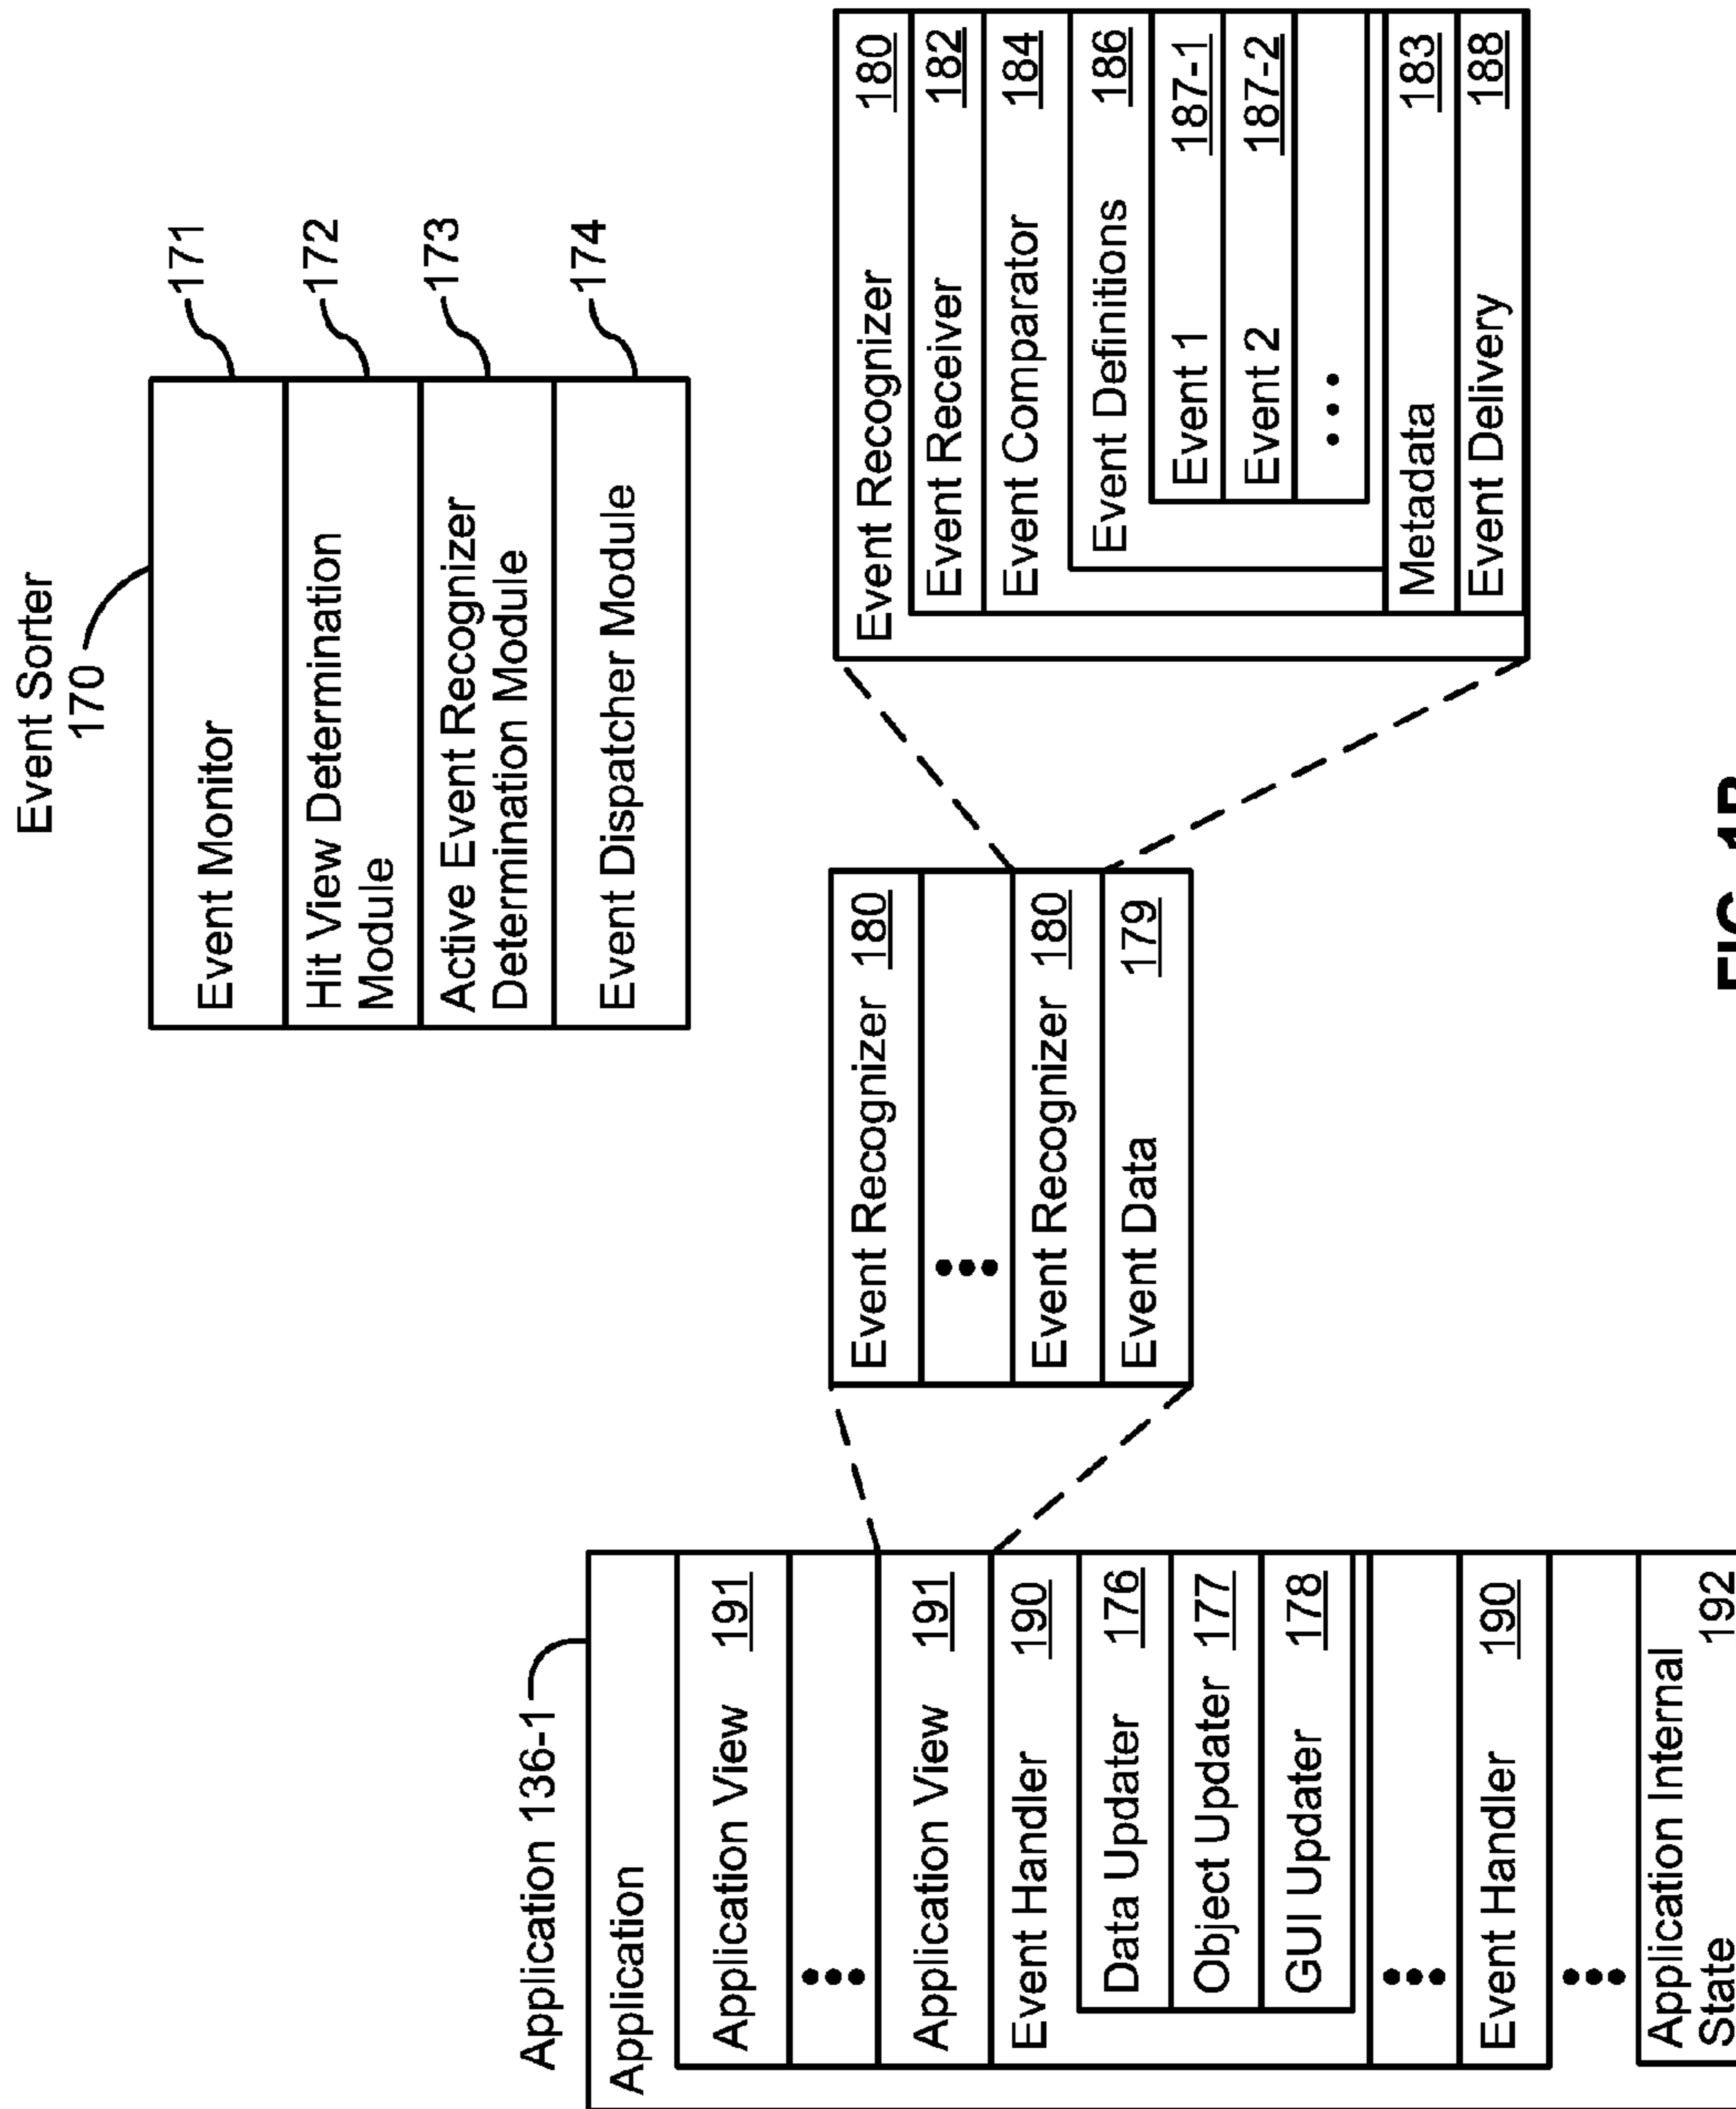 Event Sorter
170
Event Monitor
171
Hit View Determination
Module
172
Active Event Recognizer
Determination Module
173
Event Dispatcher Module
174
Application 136-1
Application
Application View 191
Application View 191
Event Handler 190
Data Updater 176
Object Updater 177
GUI Updater 178
Event Handler 190
Application Internal
State 192
Event Recognizer 180
Event Recognizer 180
Event Data 179
Event Recognizer 180
Event Receiver 182
Event Comparator 184
Event Definitions 186
Event 1 187-1
Event 2 187-2
Metadata 183
Event Delivery 188
FIG. 1B